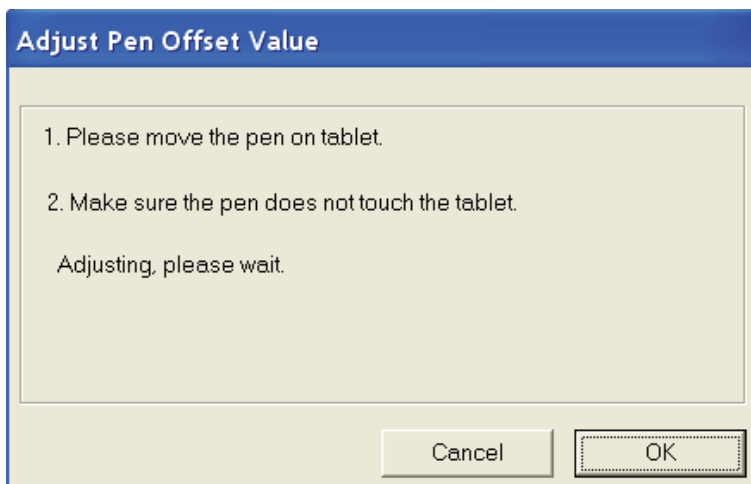 Adjust Pen Offset Value
1. Please move the pen on tablet.
2. Make sure the pen does not touch the tablet.
Adjusting, please wait.
Cancel OK